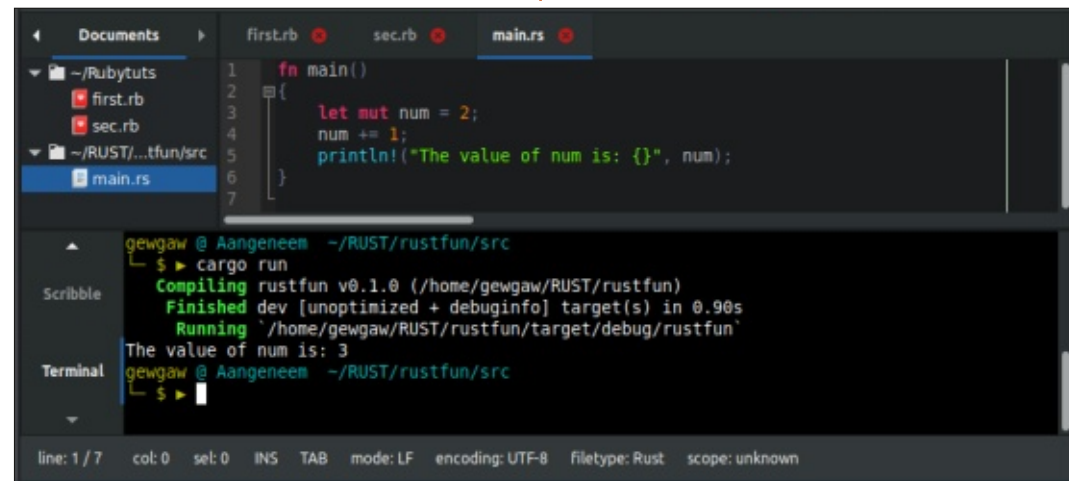 Documents
first.rb
sec.rb
main.rs
~/Rubytuts
first.rb
sec.rb
~/RUST/...tfun/src
main.rs
1 fn main()
2 {
3 let mut num = 2;
4 num += 1;
5 println!("The value of num is: {}", num);
6 }
7
Scribble
Terminal
gewgaw @ Aangeneem ~/RUST/rustfun/src
└─ $ ► cargo run
Compiling rustfun v0.1.0 (/home/gewgaw/RUST/rustfun)
Finished dev [unoptimized + debuginfo] target(s) in 0.90s
Running `/home/gewgaw/RUST/rustfun/target/debug/rustfun`
The value of num is: 3
gewgaw @ Aangeneem ~/RUST/rustfun/src
└─ $ ►
line: 1 / 7 col: 0 sel: 0 INS TAB mode: LF encoding: UTF-8 filetype: Rust scope: unknown